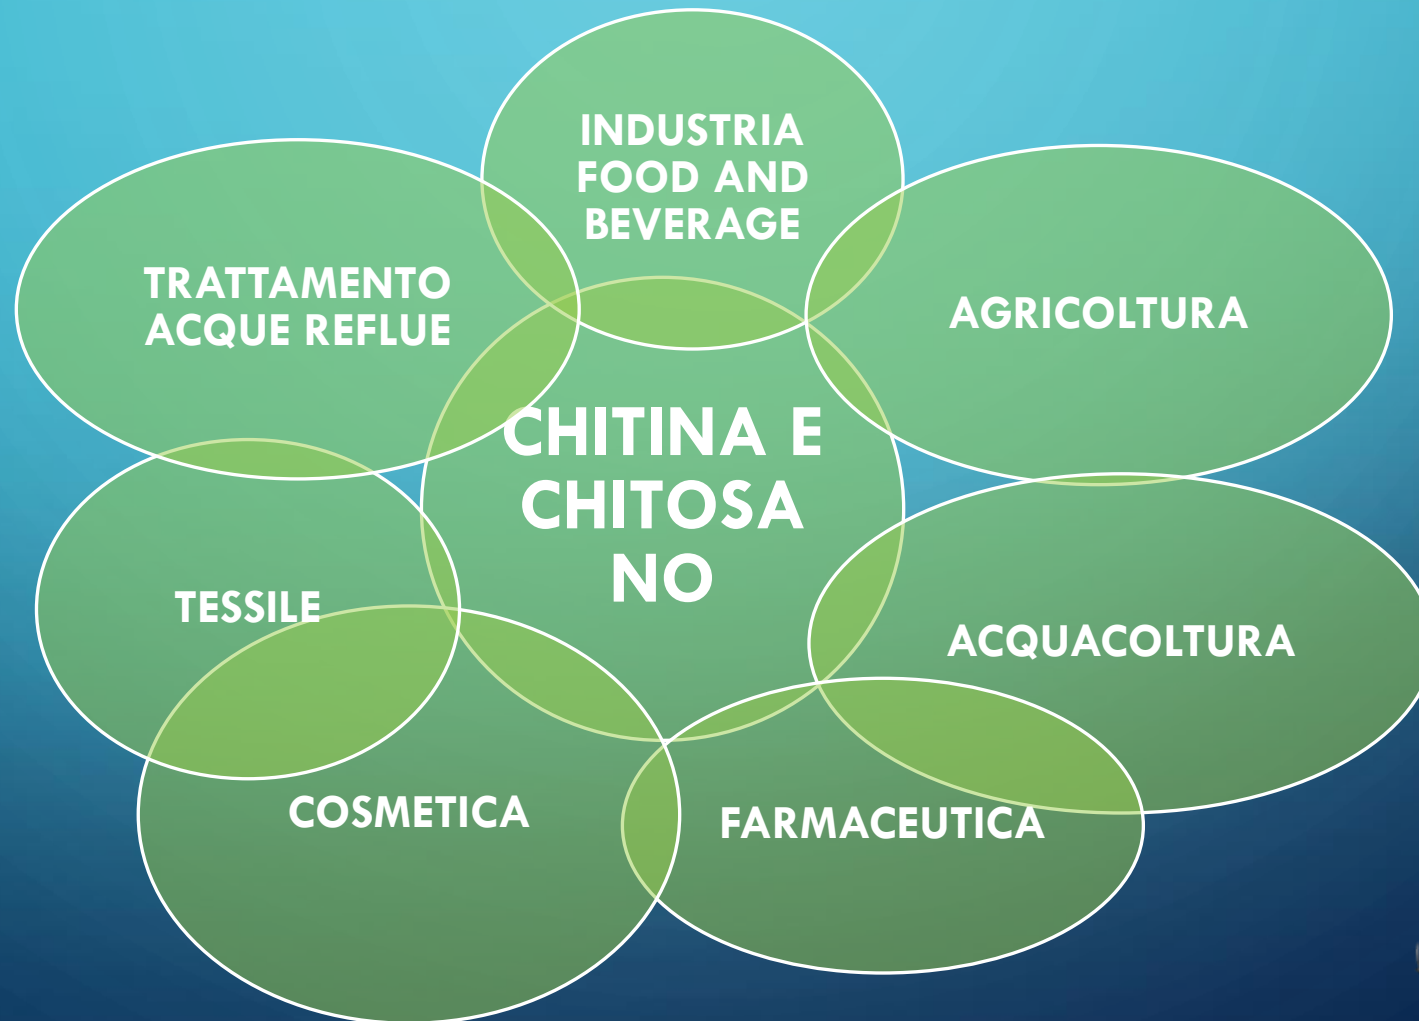 INDUSTRIA
FOOD AND
BEVERAGE
TRATTAMENTO
ACQUE REFLUE
AGRICOLTURA
CHITINA E
CHITOSA
NO
TESSILE
ACQUACOLTURA
COSMETICA
FARMACEUTICA